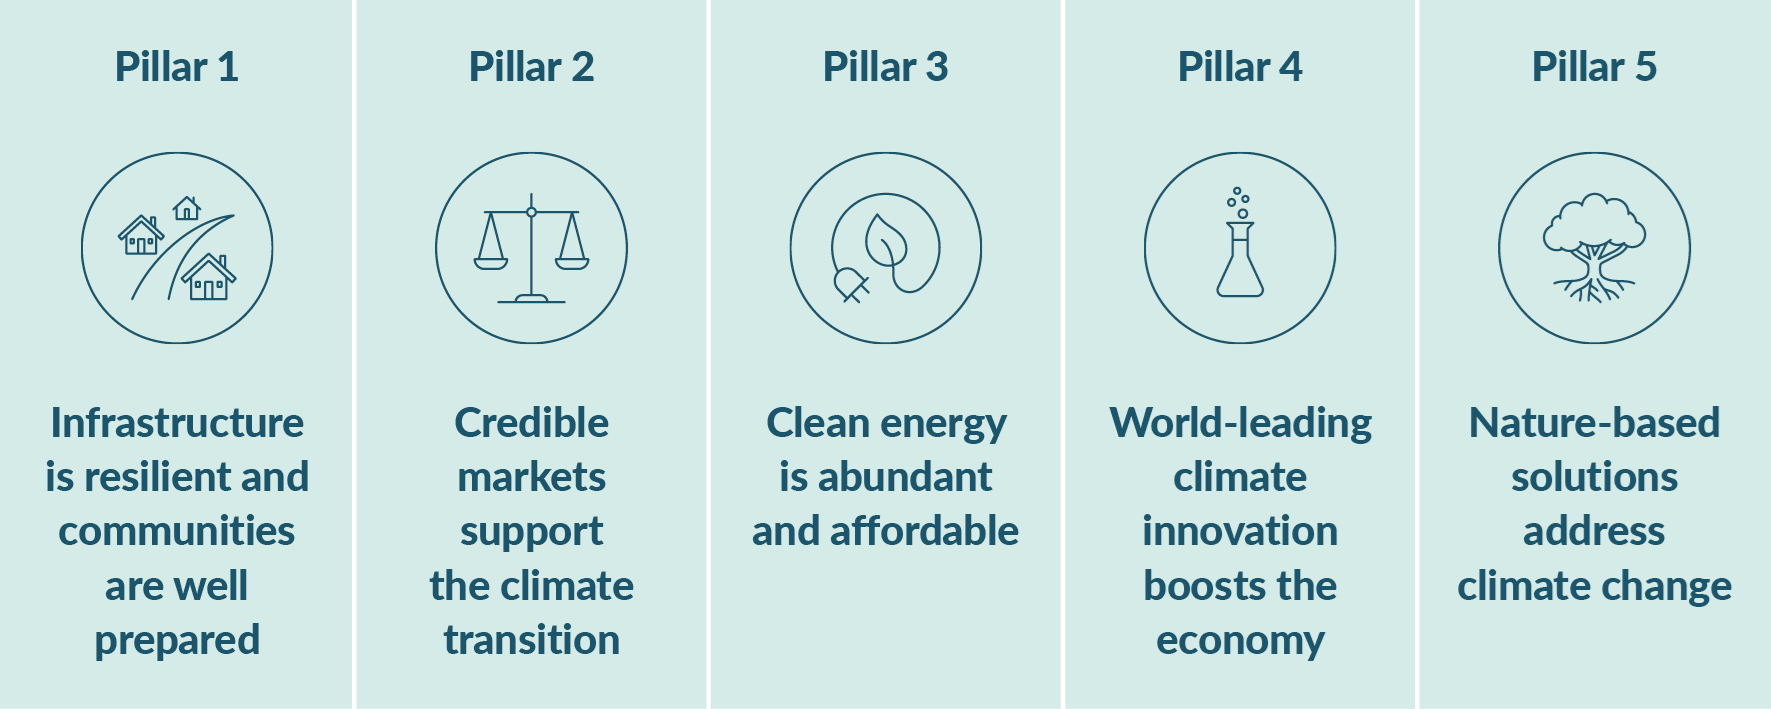 Pillar 1
Infrastructure
is resilient and
communities
are well
prepared
Pillar 2
Credible
markets
support
the climate
transition
Pillar 3
Clean energy
is abundant
and affordable
Pillar 4
World-leading
climate
innovation
boosts the
economy
Pillar 5
Nature-based
solutions
address
climate change